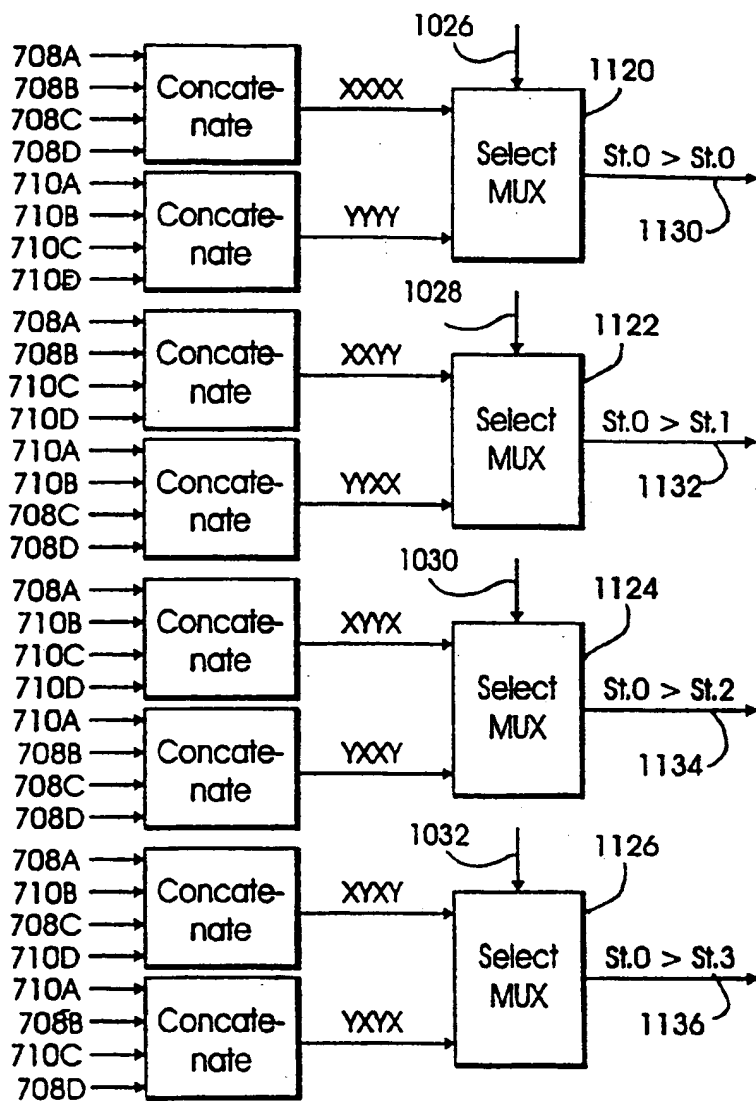 1026
708A
708B
708C
708D
Concate-
nate
XXXX
1120
710A
710B
710C
710D
Concate-
nate
YYYY
Select
MUX
St.0 > St.0
1130
1028
708A
708B
710C
710D
Concate-
nate
XXYY
1122
710A
710B
708C
708D
Concate-
nate
YYXX
Select
MUX
St.0 > St.1
1132
1030
708A
710B
710C
710D
Concate-
nate
XYYX
1124
710A
708B
708C
708D
Concate-
nate
YXXY
Select
MUX
St.0 > St.2
1134
1032
708A
710B
708C
710D
Concate-
nate
XYXY
1126
710A
708B
710C
708D
Concate-
nate
YXYX
Select
MUX
St.0 > St.3
1136